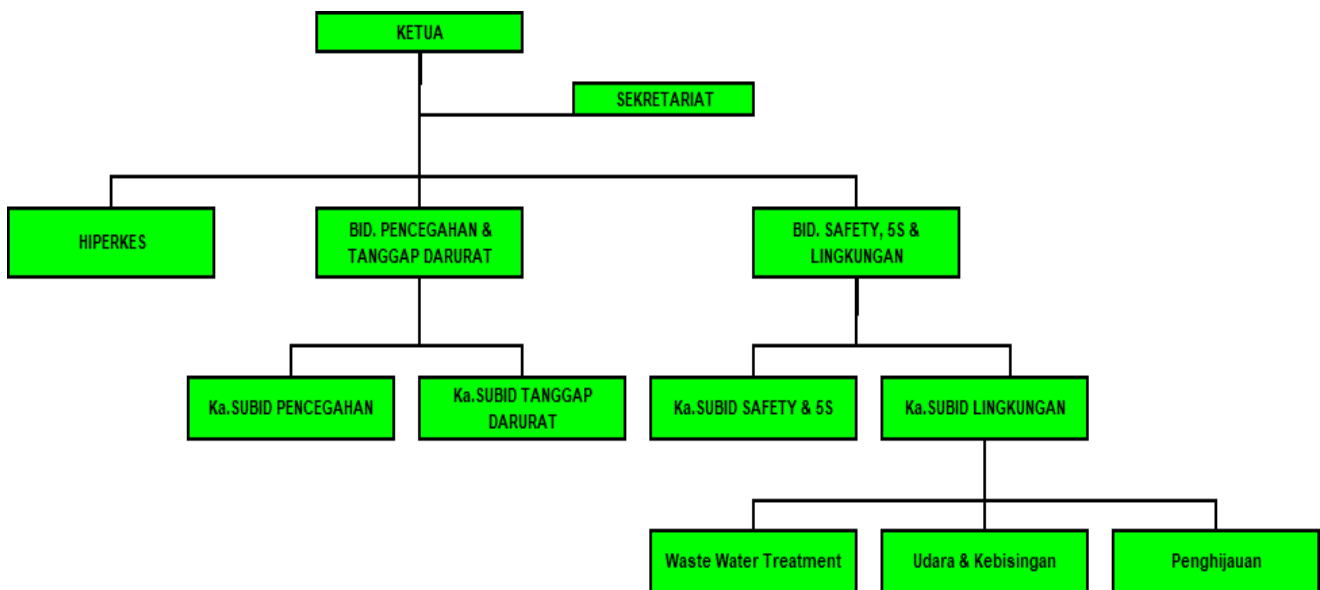 KETUA
SEKRETARIAT
HIPERKES
BID. PENCEGAHAN &
TANGGAP DARURAT
BID. SAFETY, 5S &
LINGKUNGAN
Ka.SUBID PENCEGAHAN
Ka.SUBID TANGGAP
DARURAT
Ka.SUBID SAFETY & 5S
Ka.SUBID LINGKUNGAN
Waste Water Treatment
Udara & Kebisingan
Penghijauan